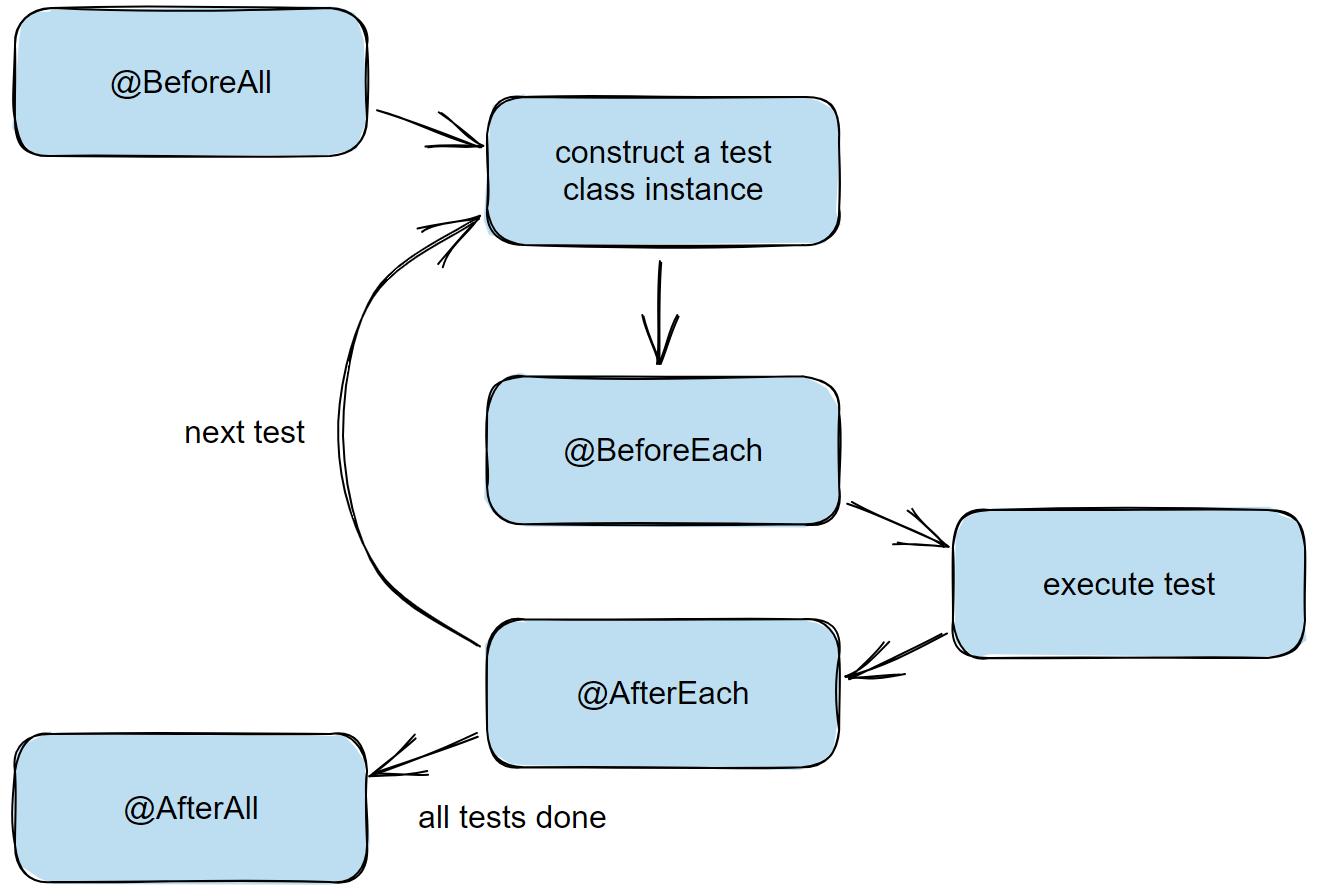 @BeforeAll
construct a test
class instance
@BeforeEach
next test
execute test
@AfterEach
@AfterAll
all tests done